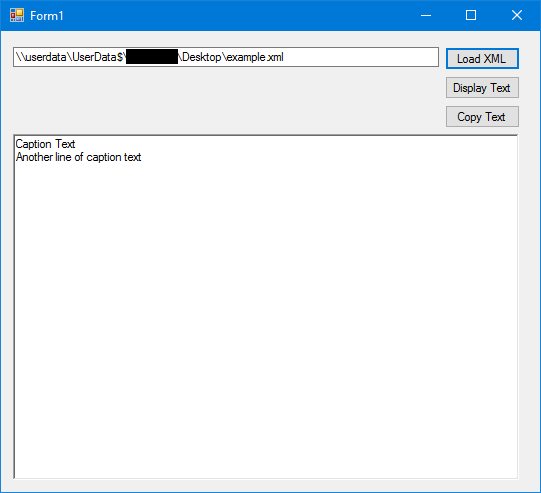 Form1
\\userdata\UserData$\ \Desktop\example.xml
Load XML
Display Text
Copy Text
Caption Text
Another line of caption text